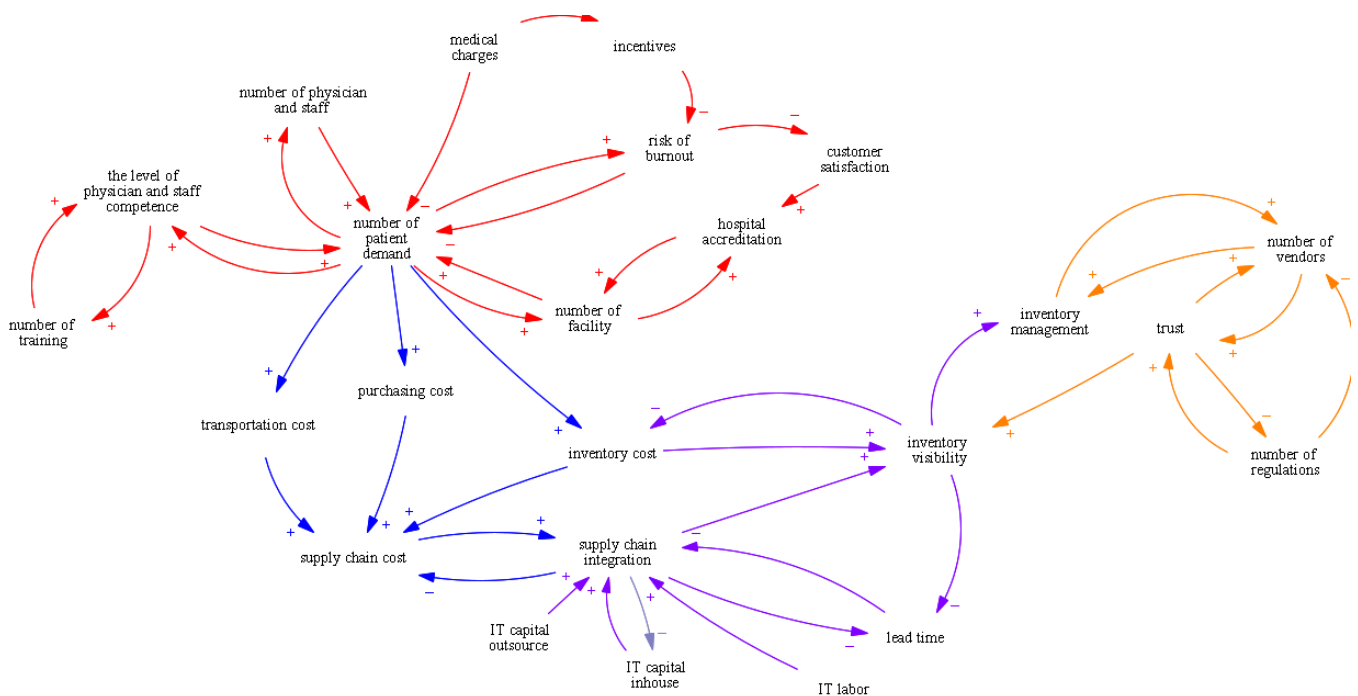 medical
charges
incentives
number of physician
and staff
risk of
burnout
customer
satisfaction
the level of
physician and staff
competence
number of
patient
demand
hospital
accreditation
number of
vendors
number of
training
number of
facility
inventory
management
trust
purchasing cost
transportation cost
inventory cost
inventory
visibility
number of
regulations
supply chain cost
supply chain
integration
IT capital
outsource
IT capital
inhouse
IT labor
lead time